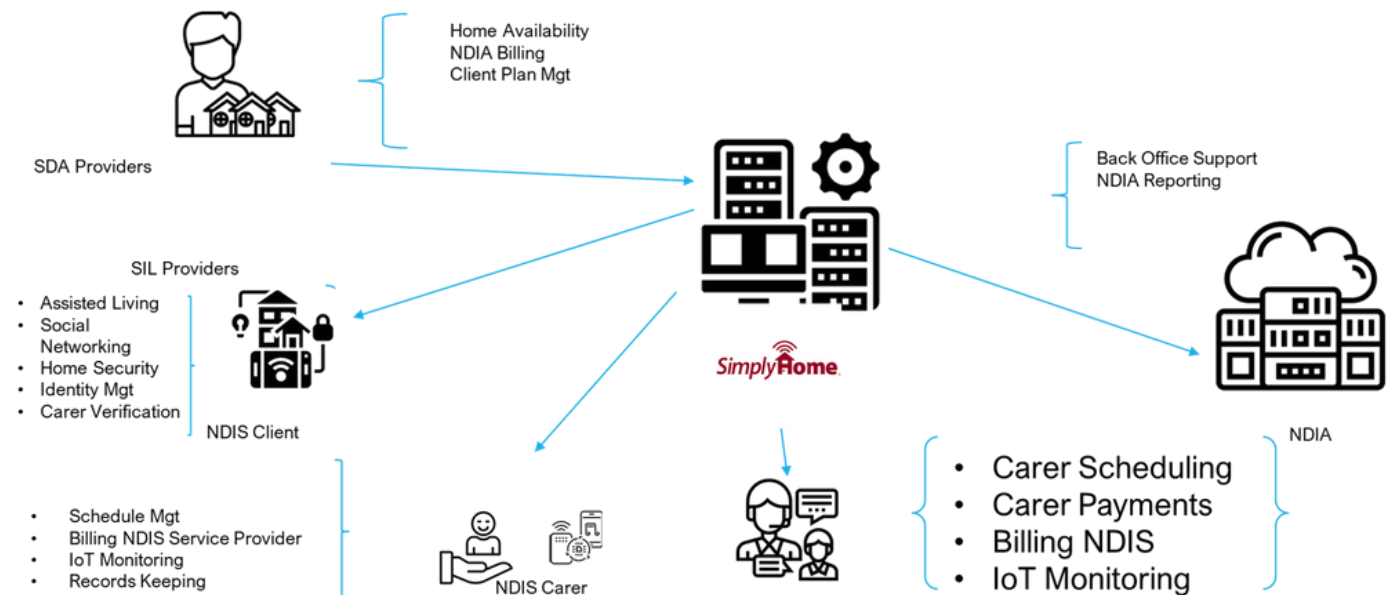 Home Availability
NDIA Billing
Client Plan Mgt
SDA Providers
Back Office Support
NDIA Reporting
SIL Providers
• Assisted Living
• Social
Networking
• Home Security
• Identity Mgt
• Carer Verification
NDIS Client
SimplyHome
NDIA
• Schedule Mgt
• Billing NDIS Service Provider
• IoT Monitoring
• Records Keeping
NDIS Carer
• Carer Scheduling
• Carer Payments
• Billing NDIS
• IoT Monitoring